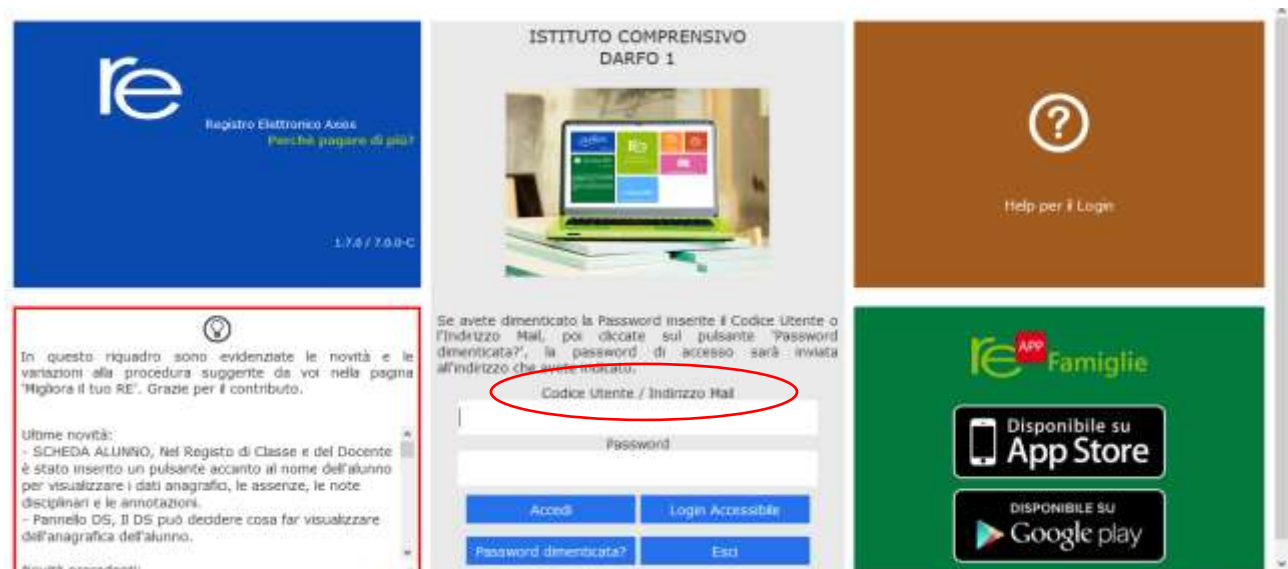 re
Registro Elettronico Axios
Perchè pagare di più?
1.7.0 / 7.0.0-C
In questo riquadro sono evidenziate le novità e le
variazioni alla procedura suggerite da voi nella pagina
'Migliora il tuo RE'. Grazie per il contributo.
Ultime novità:
- SCHEDA ALUNNO, Nel Registo di Classe e del Docente
è stato inserito un pulsante accanto al nome dell'alunno
per visualizzare i dati anagrafici, le assenze, le note
disciplinari e le annotazioni.
- Pannello DS, Il DS può decidere cosa far visualizzare
dell'anagrafica dell'alunno.
Novità precedenti:
ISTITUTO COMPRENSIVO
DARFO 1
Se avete dimenticato la Password inserite il Codice Utente o
l'Indirizzo Mail, poi cliccate sul pulsante 'Password
dimenticata?', la password di accesso sarà inviata
all'indirizzo che avete indicato.
Codice Utente / Indirizzo Mail
Password
Accedi
Login Accessibile
Password dimenticata?
Esci
Help per il Login
re APP Famiglie
Disponibile su
App Store
DISPONIBILE SU
Google play